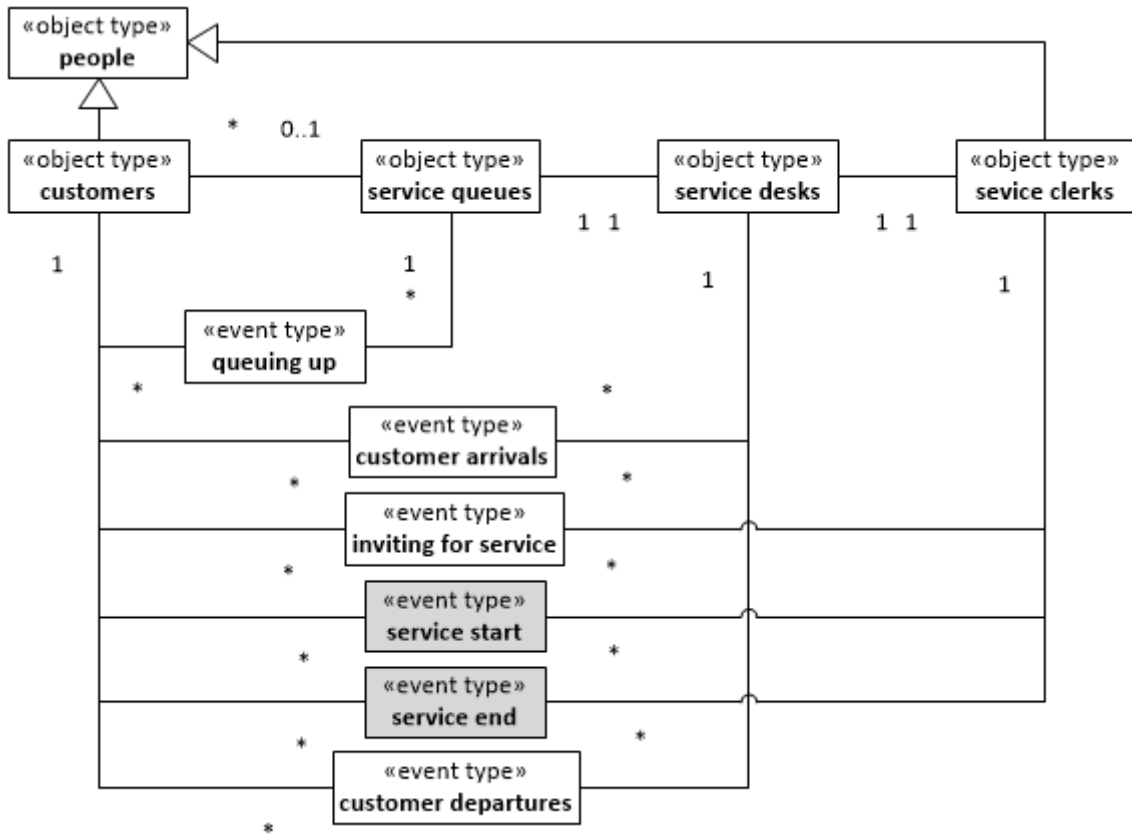 «object type»
people
* 0..1
«object type»
customers
«object type»
service queues
«object type»
service desks
«object type»
sevice clerks
1 1
1 1
1
1
1
1
*
«event type»
queuing up
*
*
«event type»
customer arrivals
*
*
«event type»
inviting for service
*
*
«event type»
service start
*
*
«event type»
service end
*
*
«event type»
customer departures
*